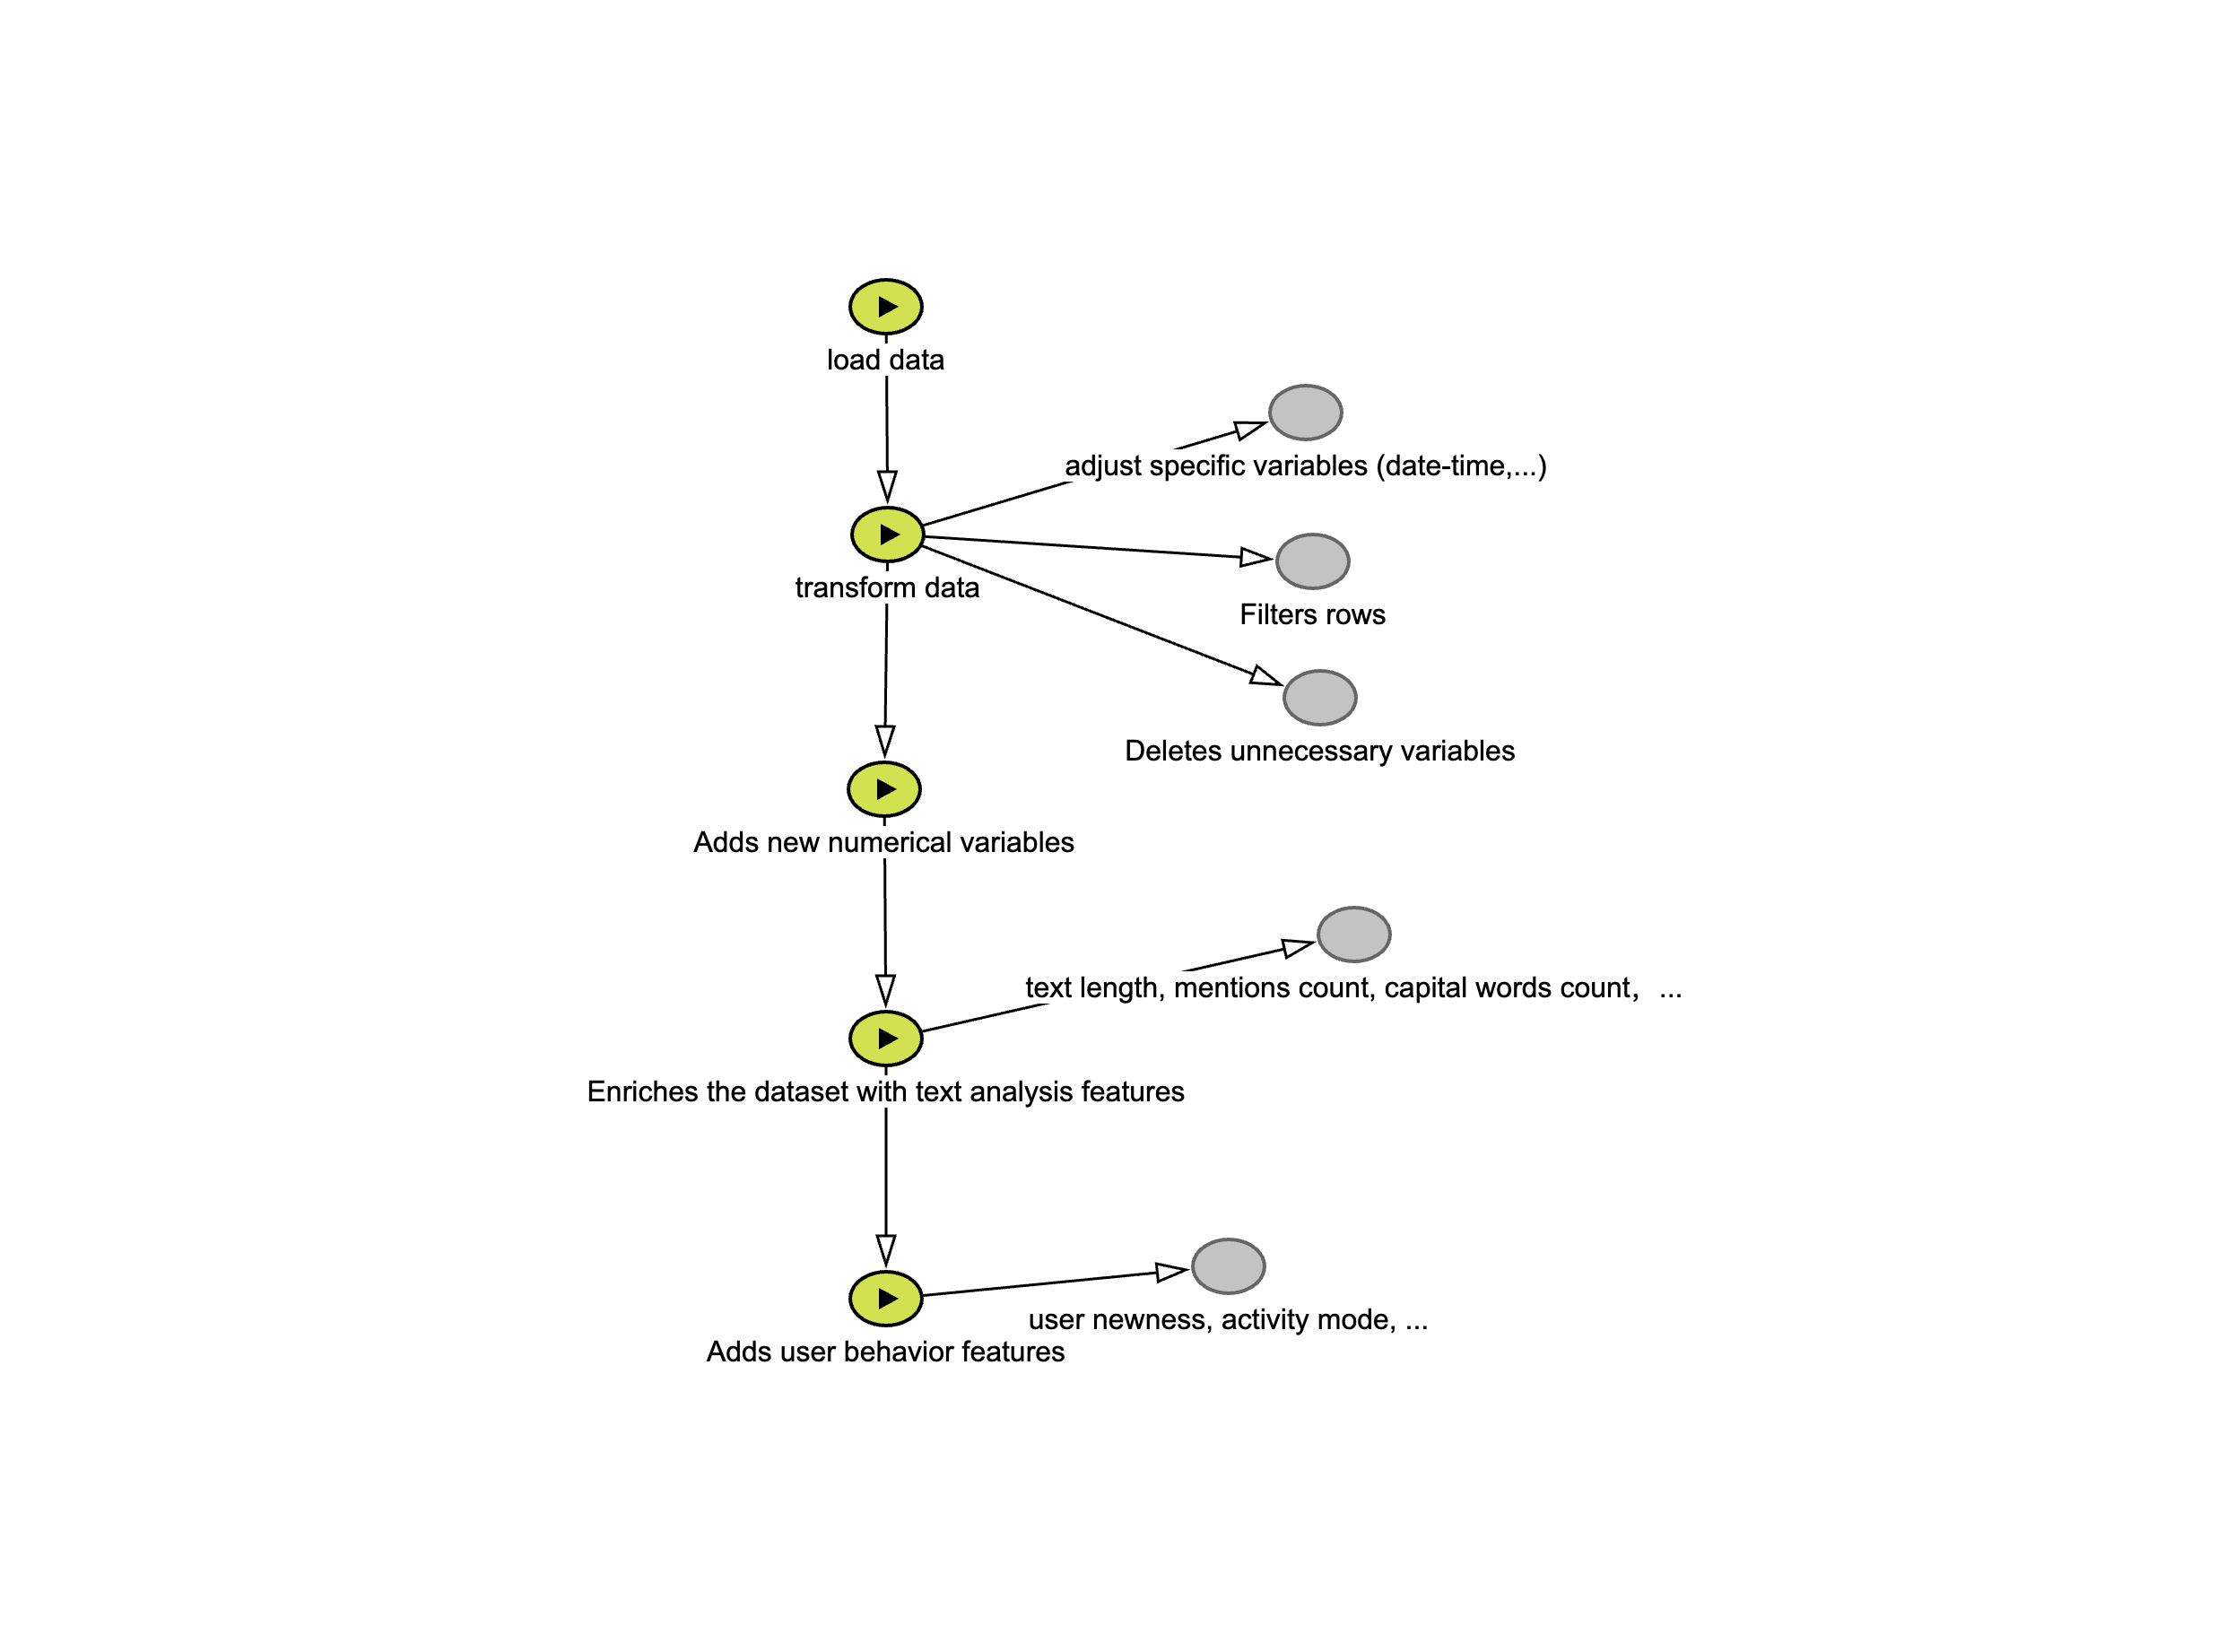 load data
adjust specific variables (date-time,...)
transform data
Filters rows
Deletes unnecessary variables
Adds new numerical variables
text length, mentions count, capital words count, ...
Enriches the dataset with text analysis features
user newness, activity mode, ...
Adds user behavior features